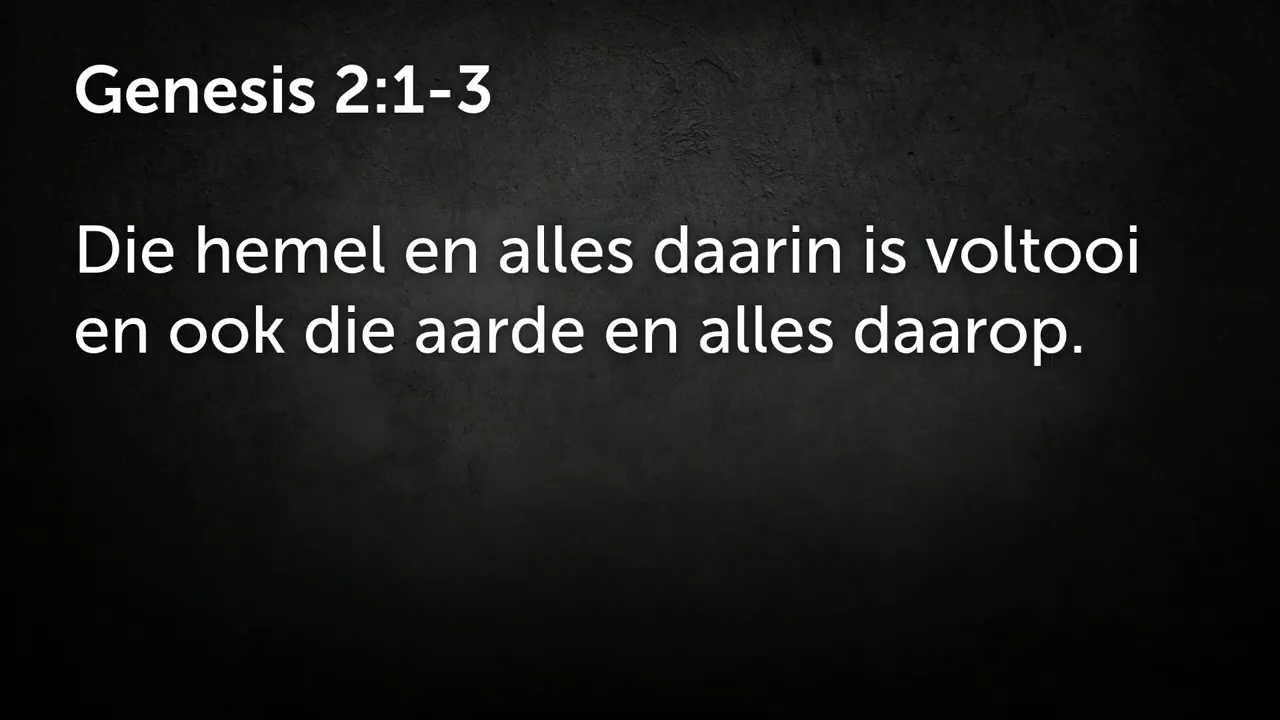 Genesis 2:1-3
Die hemel en alles daarin is voltooi
en ook die aarde en alles daarop.